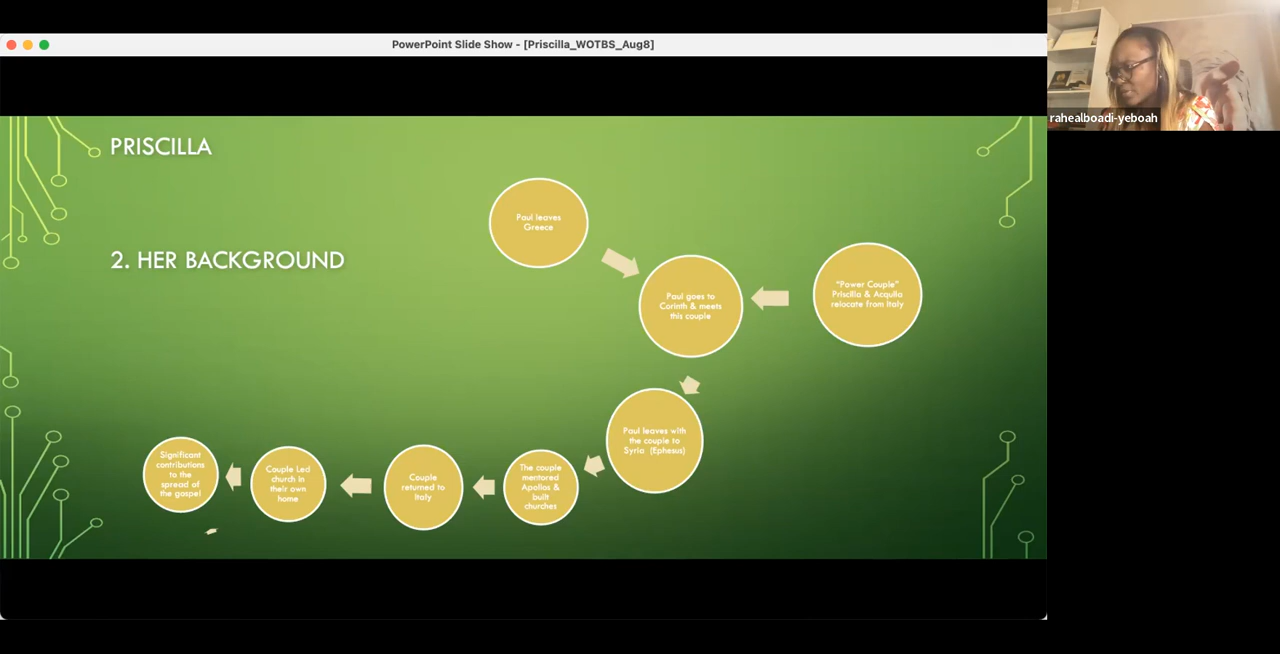 PowerPoint Slide Show - [Priscilla_WOTBS_Aug8]
rahealboadi-yeboah
PRISCILLA
2. HER BACKGROUND
Paul leaves
Greece
Paul goes to
Corinth & meets
this couple
"Power Couple"
Priscilla & Acquila
relocate from Italy
Paul leaves with
the couple to
Syria (Ephesus)
The couple
mentored
Apollos &
built
churches
Couple
returned to
Italy
Couple Led
church in
their own
home
Significant
contributions
to the
spread of
the gospel